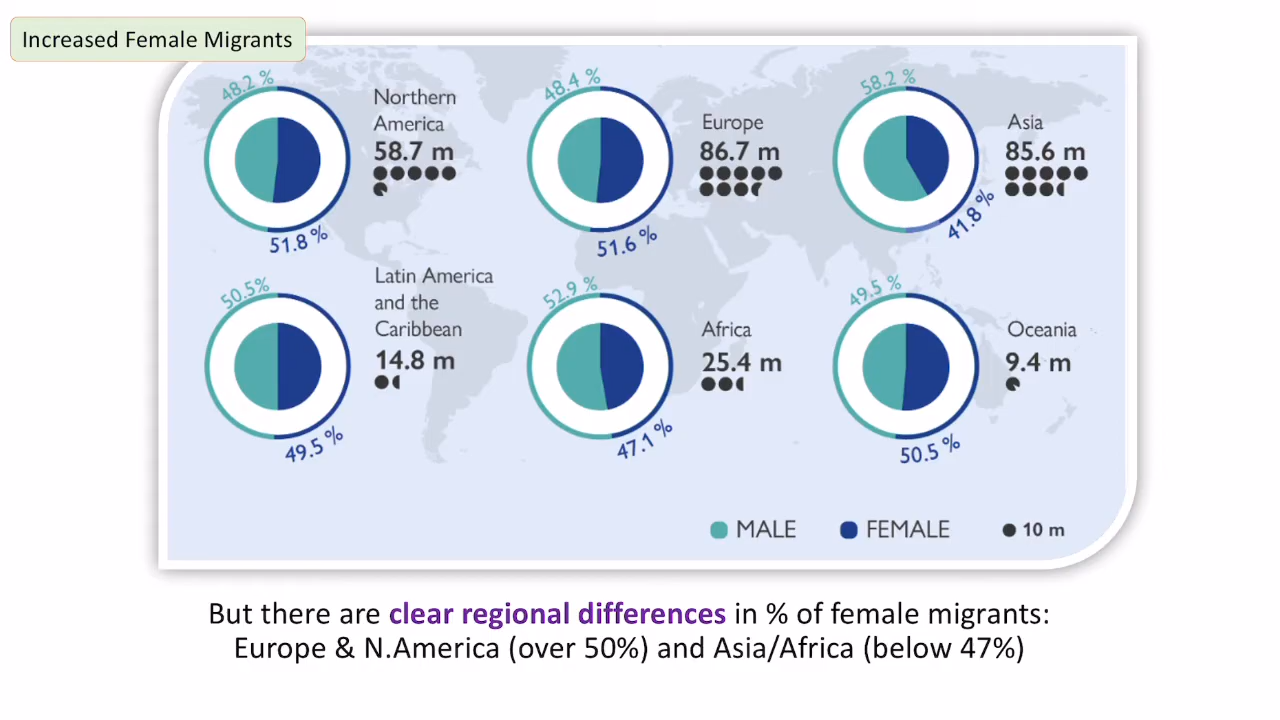 Increased Female Migrants
48.2 %
Northern
America
58.7 m
51.8 %
48.4 %
Europe
86.7 m
51.6 %
58.2 %
Asia
85.6 m
41.8 %
50.5%
Latin America
and the
Caribbean
14.8 m
49.5 %
52.9 %
Africa
25.4 m
47.1 %
49.5 %
Oceania
9.4 m
50.5 %
MALE FEMALE 10 m
But there are clear regional differences in % of female migrants:
Europe & N.America (over 50%) and Asia/Africa (below 47%)